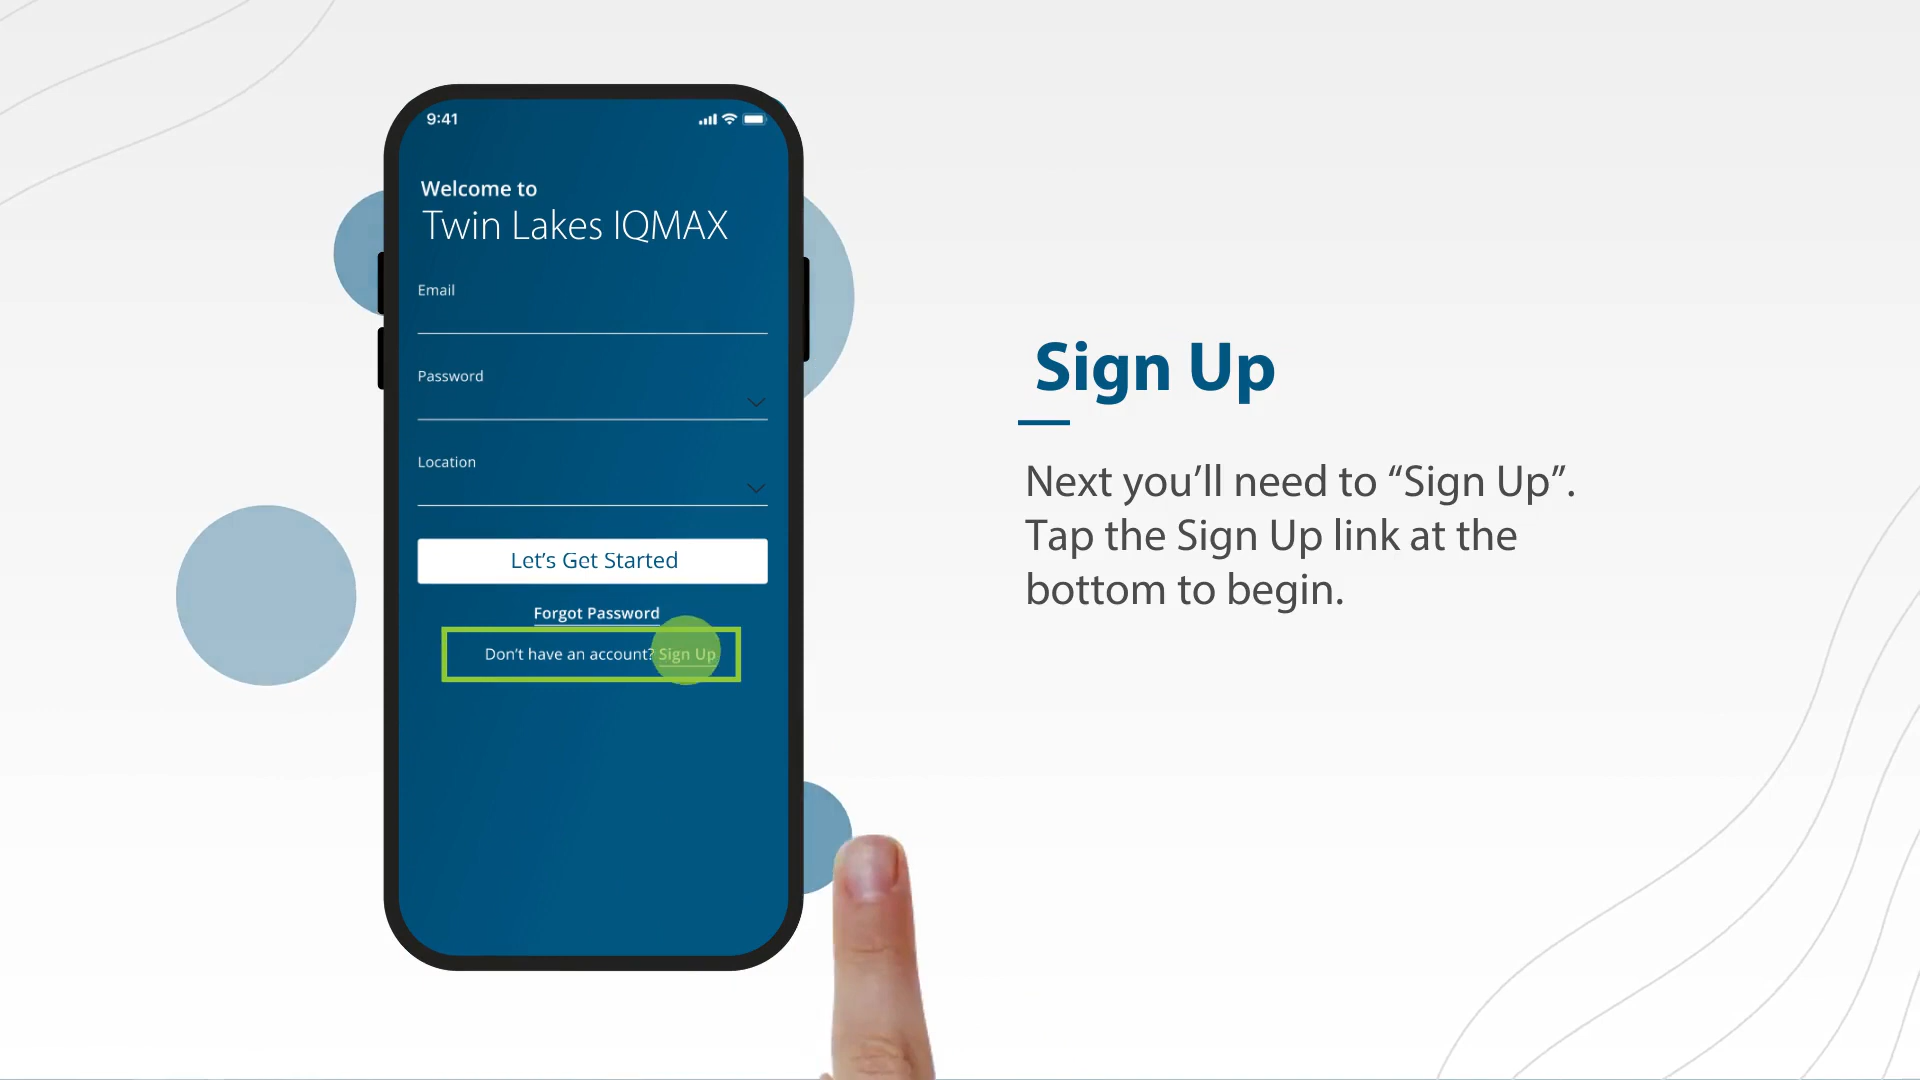 9:41
Welcome to
Twin Lakes IQMAX
Email
Password
Location
Let’s Get Started
Forgot Password
Don’t have an account? Sign Up
Sign Up
Next you’ll need to “Sign Up”.
Tap the Sign Up link at the
bottom to begin.